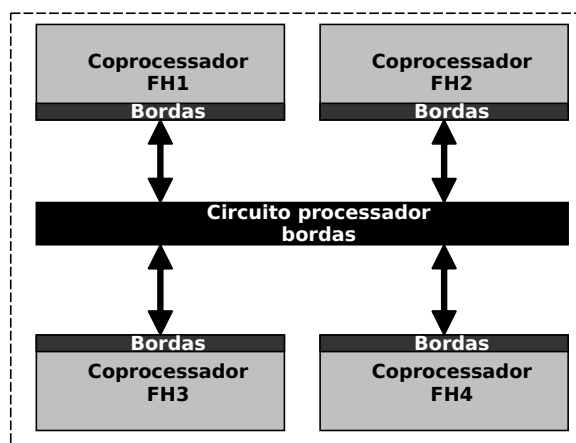 Coprocessador
FH1
Bordas
Coprocessador
FH2
Bordas
Circuito processador
bordas
Bordas
Coprocessador
FH3
Bordas
Coprocessador
FH4